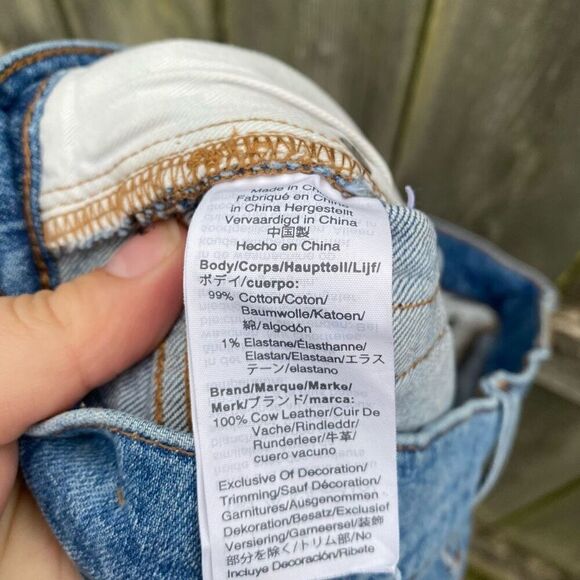 Made in China
Fabriqué en China
in China Hergestellt
Vervaardigd in China
中国製
Hecho en China
Body/Corps/Hauptteil/Lijf/
ボディ/cuerpo:
99% Cotton/Coton/
Baumwolle/Katoen/
綿/algodón
1% Elastane/Élasthanne/
Elastan/Elastaan/エラス
テーン/elastano
Brand/Marque/Marke/
Merk/ブランド/marca:
100% Cow Leather/Cuir De
Vache/Rindleddr/
Runderleer/牛革/
cuero vacuno
Exclusive Of Decoration/
Trimming/Sauf Décoration/
Garnitures/Ausgenommen
Dekoration/Besatz/Exclusief
Versiering/Garneersel/装飾
部分を除く/トリム部/No
Incluye Decoración/Ribete